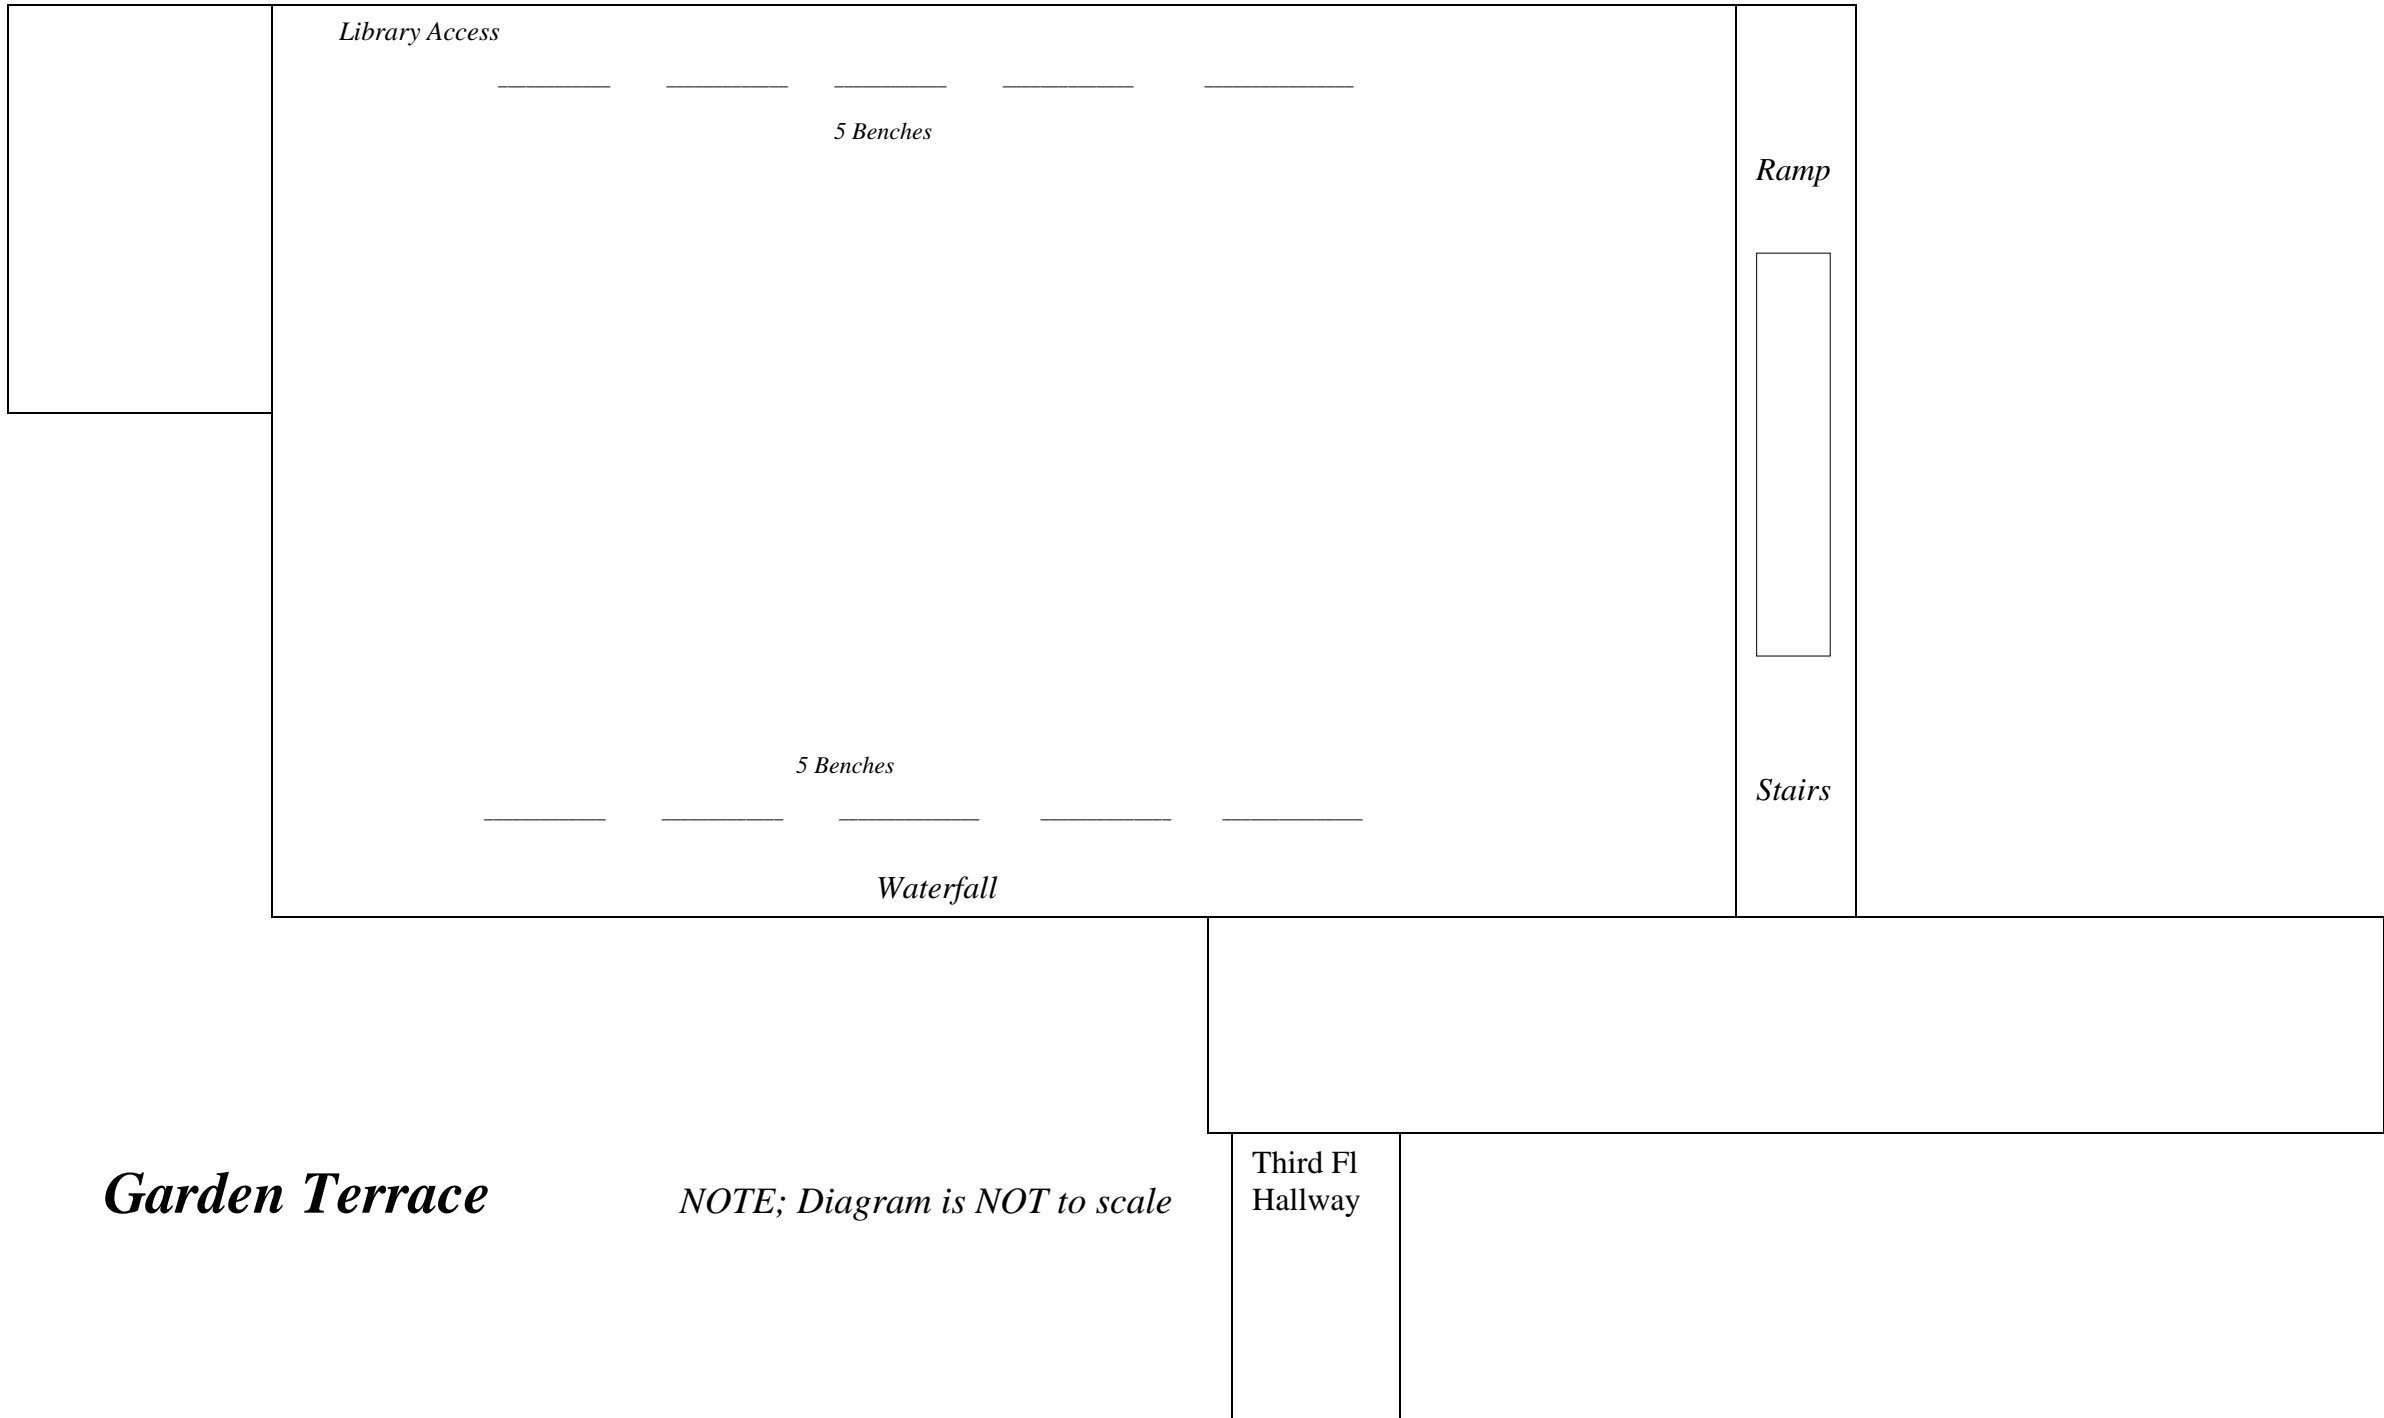 Library Access
5 Benches
Ramp
5 Benches
Stairs
Waterfall
Third Fl
Hallway
Garden Terrace
NOTE; Diagram is NOT to scale